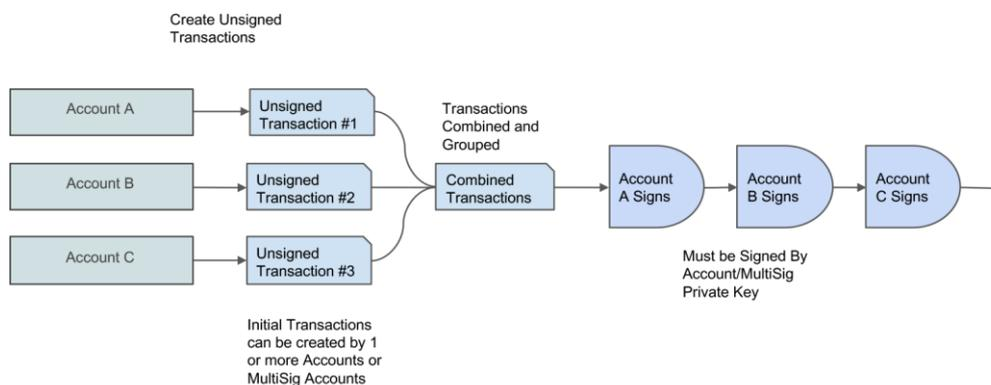 Create Unsigned
Transactions
Account A
Unsigned
Transaction #1
Transactions
Combined and
Grouped
Account B
Unsigned
Transaction #2
Combined
Transactions
Account
A Signs
Account
B Signs
Account
C Signs
Account C
Unsigned
Transaction #3
Must be Signed By
Account/MultiSig
Private Key
Initial Transactions
can be created by 1
or more Accounts or
MultiSig Accounts